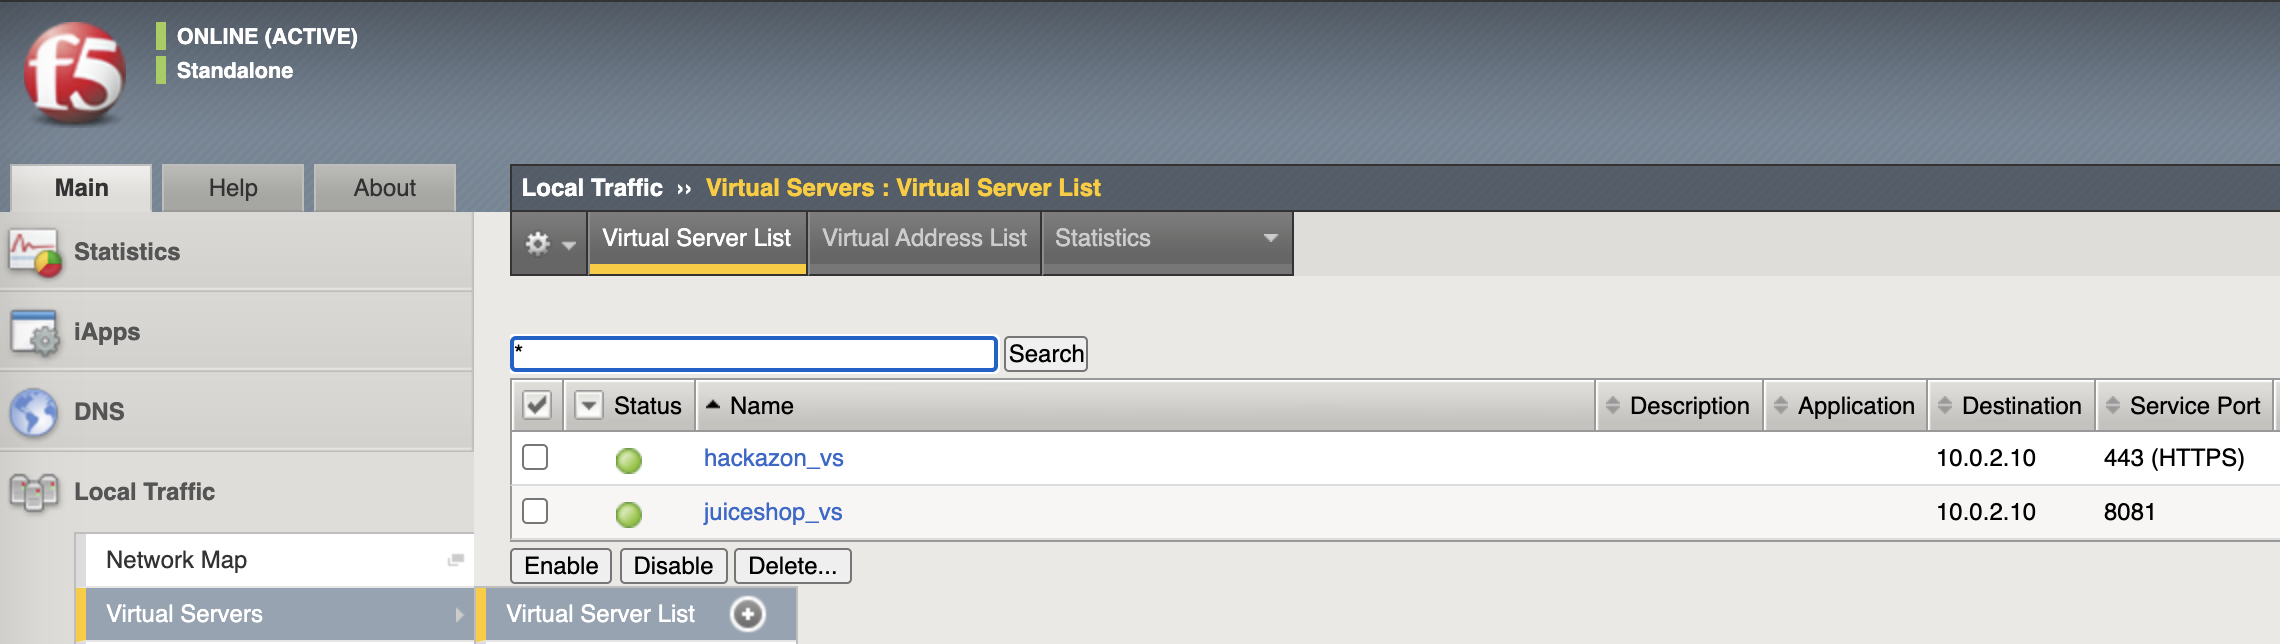 f5
ONLINE (ACTIVE)
Standalone
Main
Help
About
Local Traffic ›› Virtual Servers : Virtual Server List
Virtual Server List
Virtual Address List
Statistics
Statistics
iApps
DNS
Local Traffic
Network Map
Virtual Servers
Virtual Server List
* Search
Status Name Description Application Destination Service Port
hackazon_vs 10.0.2.10 443 (HTTPS)
juiceshop_vs 10.0.2.10 8081
Enable Disable Delete...